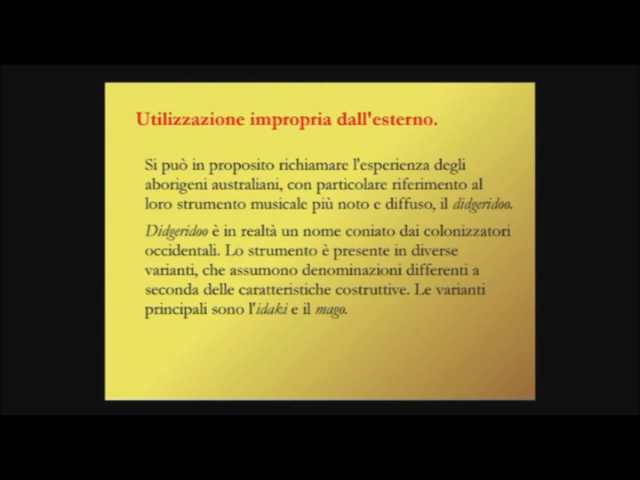 Utilizzazione impropria dall'esterno.
Si può in proposito richiamare l'esperienza degli
aborigeni australiani, con particolare riferimento al
loro strumento musicale più noto e diffuso, il didgeridoo.
Didgeridoo è in realtà un nome coniato dai colonizzatori
occidentali. Lo strumento è presente in diverse
varianti, che assumono denominazioni differenti a
seconda delle caratteristiche costruttive. Le varianti
principali sono l'idaki e il mago.